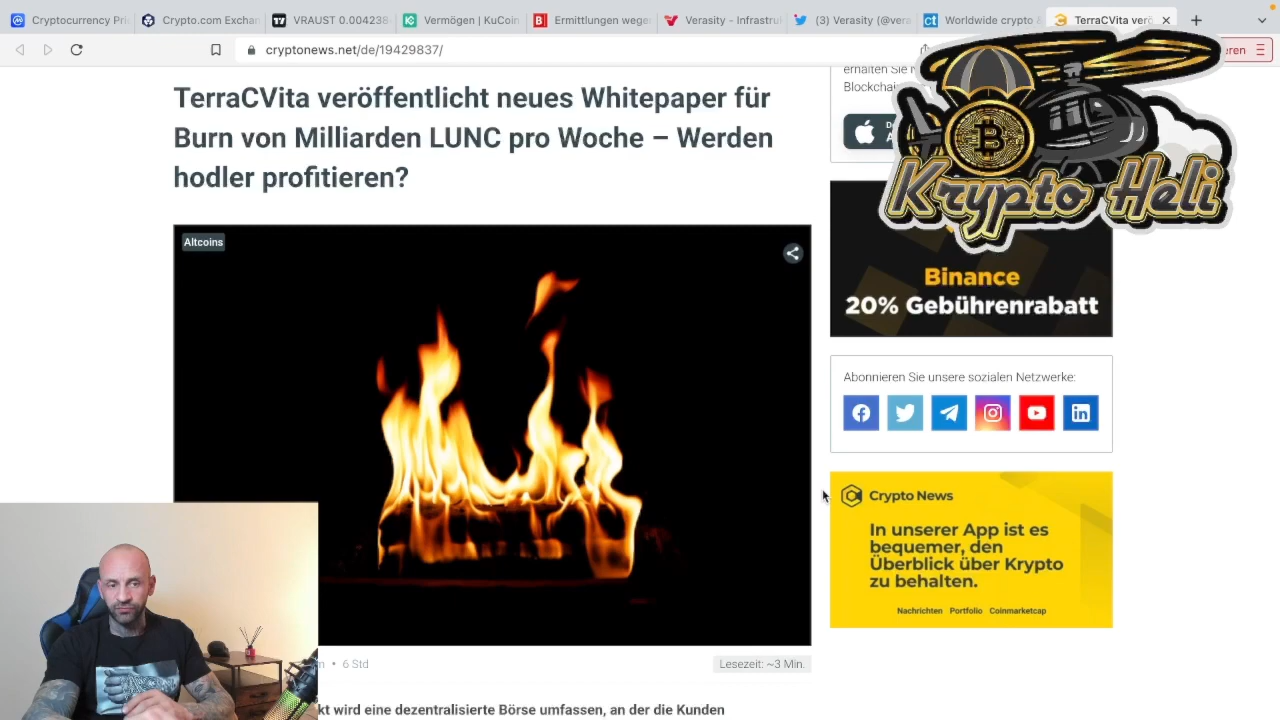 Cryptocurrency Pri
Crypto.com Exchan
VRAUST 0.004238
Vermögen | KuCoin
Ermittlungen wege
Verasity - Infrastru
(3) Verasity (@vera
Worldwide crypto &
TerraCVita verö
cryptonews.net/de/19429837/
eren
TerraCVita veröffentlicht neues Whitepaper für
Burn von Milliarden LUNC pro Woche – Werden
hodler profitieren?
Altcoins
erhalten Sie N
Blockchai
Krypto Heli
Binance
20% Gebührenrabatt
Abonnieren Sie unsere sozialen Netzwerke:
Crypto News
In unserer App ist es
bequemer, den
Überblick über Krypto
zu behalten.
Nachrichten Portfolio Coinmarketcap
• 6 Std
Lesezeit: ~3 Min.
kt wird eine dezentralisierte Börse umfassen, an der die Kunden